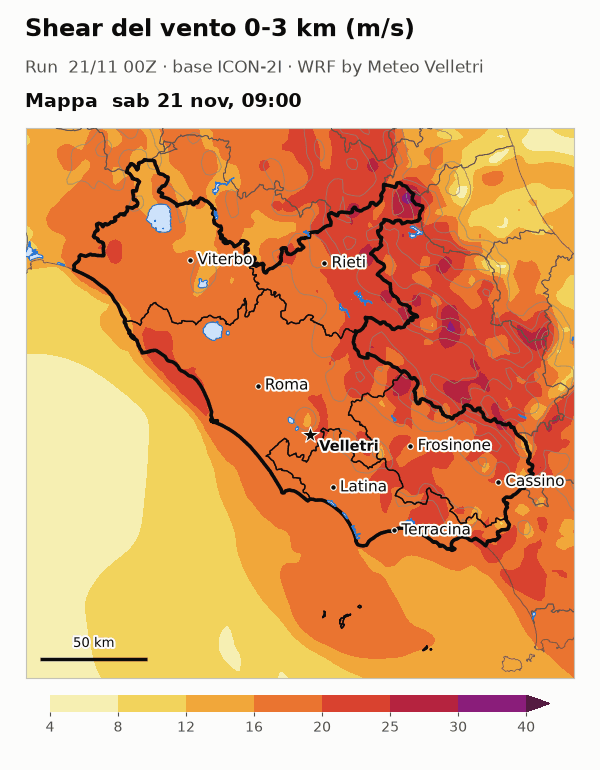 Shear del vento 0-3 km (m/s)
Run  21/11 00Z · base ICON-2I · WRF by Meteo Velletri
Mappa  sab 21 nov, 09:00
Viterbo
Rieti
Roma
Velletri
Frosinone
Cassino
Latina
Terracina
50 km
4 8 12 16 20 25 30 40